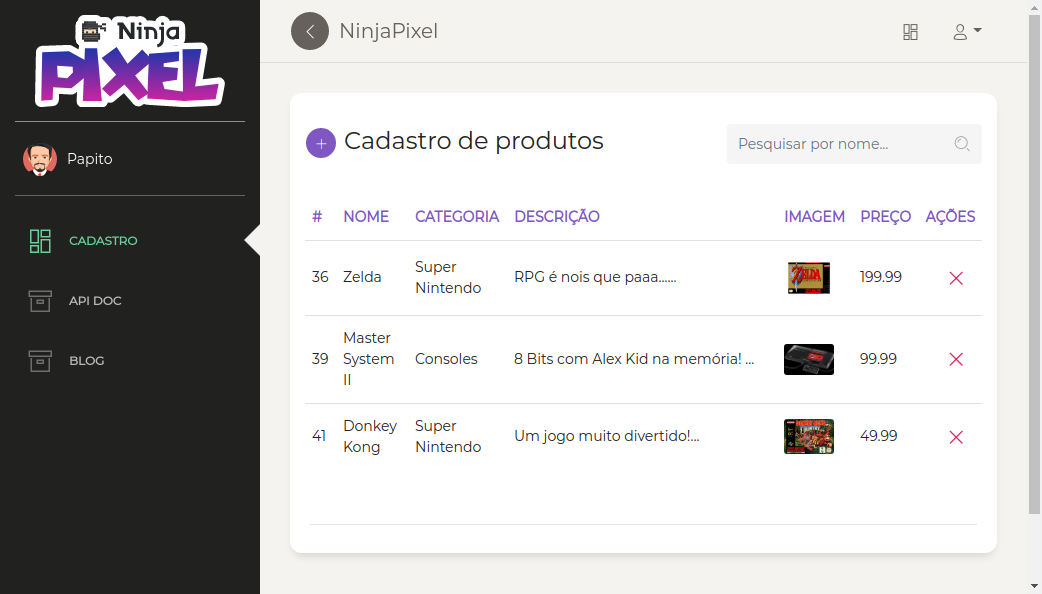 Ninja
PIXEL
NinjaPixel
Papito
CADASTRO
API DOC
BLOG
Cadastro de produtos
Pesquisar por nome...
# NOME CATEGORIA DESCRIÇÃO IMAGEM PREÇO AÇÕES
36 Zelda Super Nintendo RPG é nois que paaa...... ZELDA 199.99
39 Master System II Consoles 8 Bits com Alex Kid na memória! ... 99.99
41 Donkey Kong Super Nintendo Um jogo muito divertido!... 49.99